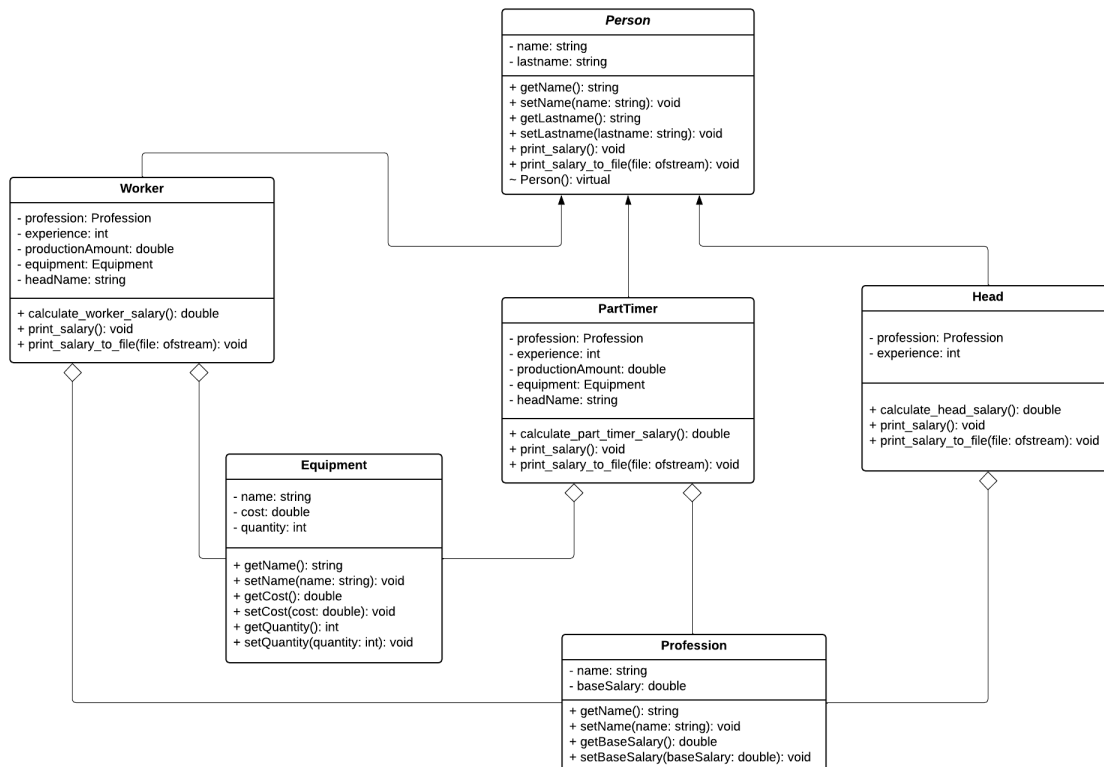 Person
- name: string
- lastname: string
+ getName(): string
+ setName(name: string): void
+ getLastname(): string
+ setLastname(lastname: string): void
+ print_salary(): void
+ print_salary_to_file(file: ofstream): void
~ Person(): virtual
Worker
- profession: Profession
- experience: int
- productionAmount: double
- equipment: Equipment
- headName: string
+ calculate_worker_salary(): double
+ print_salary(): void
+ print_salary_to_file(file: ofstream): void
PartTimer
- profession: Profession
- experience: int
- productionAmount: double
- equipment: Equipment
- headName: string
+ calculate_part_timer_salary(): double
+ print_salary(): void
+ print_salary_to_file(file: ofstream): void
Head
- profession: Profession
- experience: int
+ calculate_head_salary(): double
+ print_salary(): void
+ print_salary_to_file(file: ofstream): void
Equipment
- name: string
- cost: double
- quantity: int
+ getName(): string
+ setName(name: string): void
+ getCost(): double
+ setCost(cost: double): void
+ getQuantity(): int
+ setQuantity(quantity: int): void
Profession
- name: string
- baseSalary: double
+ getName(): string
+ setName(name: string): void
+ getBaseSalary(): double
+ setBaseSalary(baseSalary: double): void